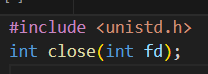 #include <unistd.h>
int close(int fd);